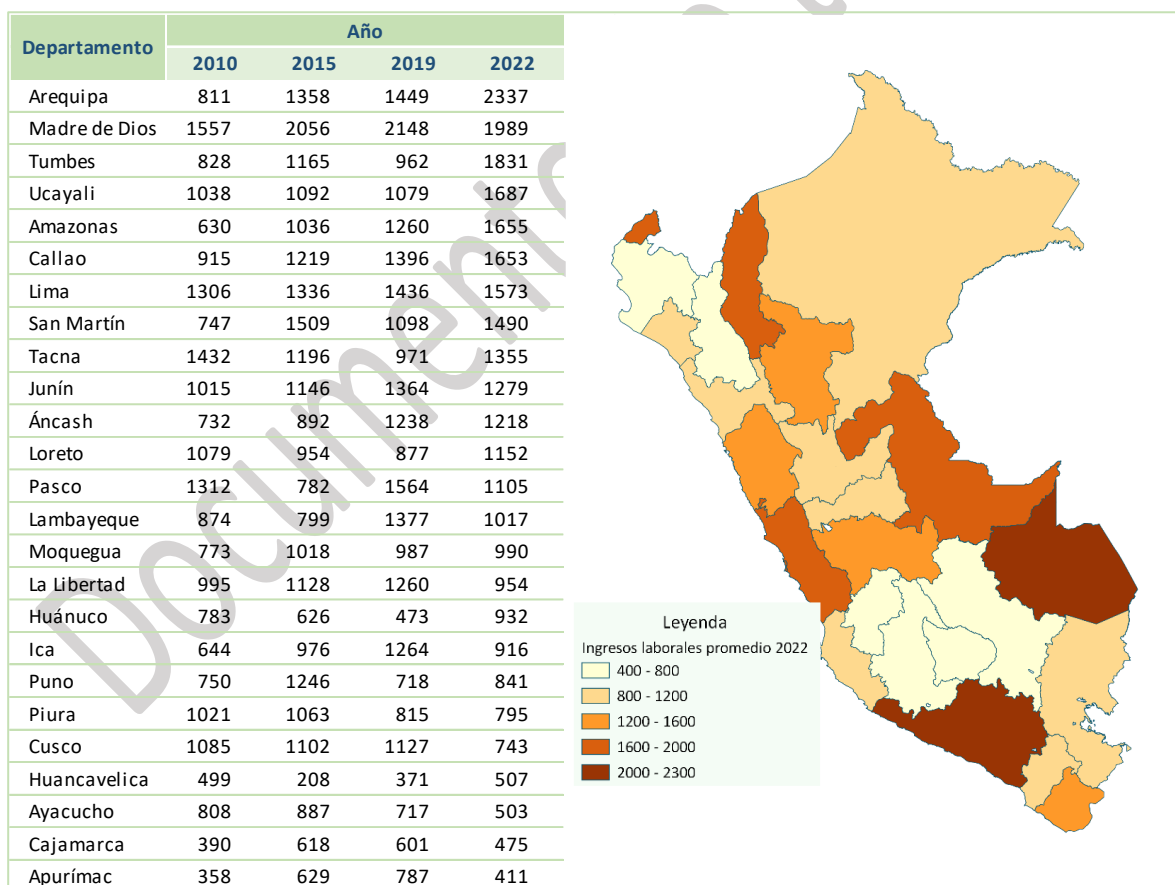 Departamento Año
2010 2015 2019 2022
Arequipa 811 1358 1449 2337
Madre de Dios 1557 2056 2148 1989
Tumbes 828 1165 962 1831
Ucayali 1038 1092 1079 1687
Amazonas 630 1036 1260 1655
Callao 915 1219 1396 1653
Lima 1306 1336 1436 1573
San Martín 747 1509 1098 1490
Tacna 1432 1196 971 1355
Junín 1015 1146 1364 1279
Áncash 732 892 1238 1218
Loreto 1079 954 877 1152
Pasco 1312 782 1564 1105
Lambayeque 874 799 1377 1017
Moquegua 773 1018 987 990
La Libertad 995 1128 1260 954
Huánuco 783 626 473 932
Ica 644 976 1264 916
Puno 750 1246 718 841
Piura 1021 1063 815 795
Cusco 1085 1102 1127 743
Huancavelica 499 208 371 507
Ayacucho 808 887 717 503
Cajamarca 390 618 601 475
Apurímac 358 629 787 411
Leyenda
Ingresos laborales promedio 2022
400 - 800
800 - 1200
1200 - 1600
1600 - 2000
2000 - 2300
Documento